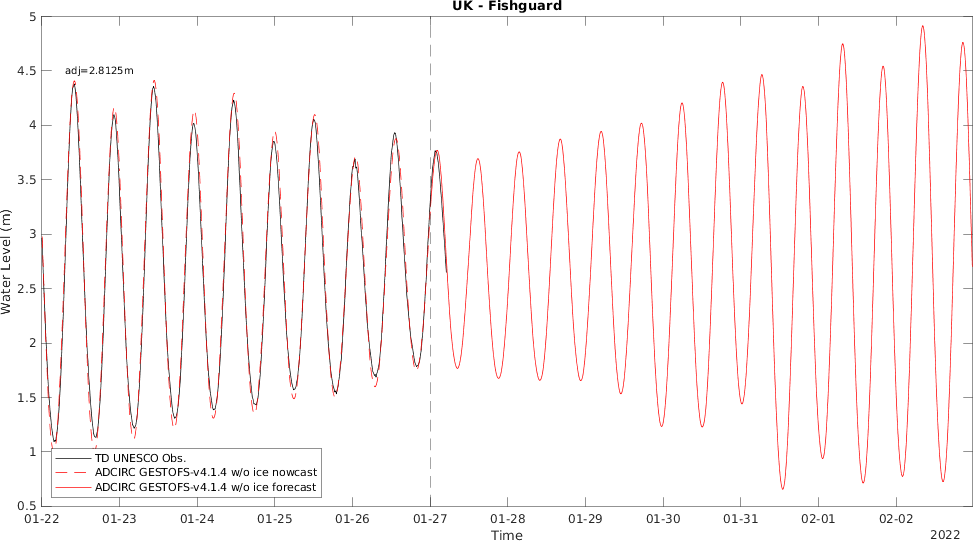 UK - Fishguard
adj=2.8125m
5
4.5
4
3.5
3
2.5
2
1.5
1
0.5
Water Level (m)
TD UNESCO Obs.
ADCIRC GESTOFS-v4.1.4 w/o ice nowcast
ADCIRC GESTOFS-v4.1.4 w/o ice forecast
01-22 01-23 01-24 01-25 01-26 01-27 01-28 01-29 01-30 01-31 02-01 02-02
Time
2022